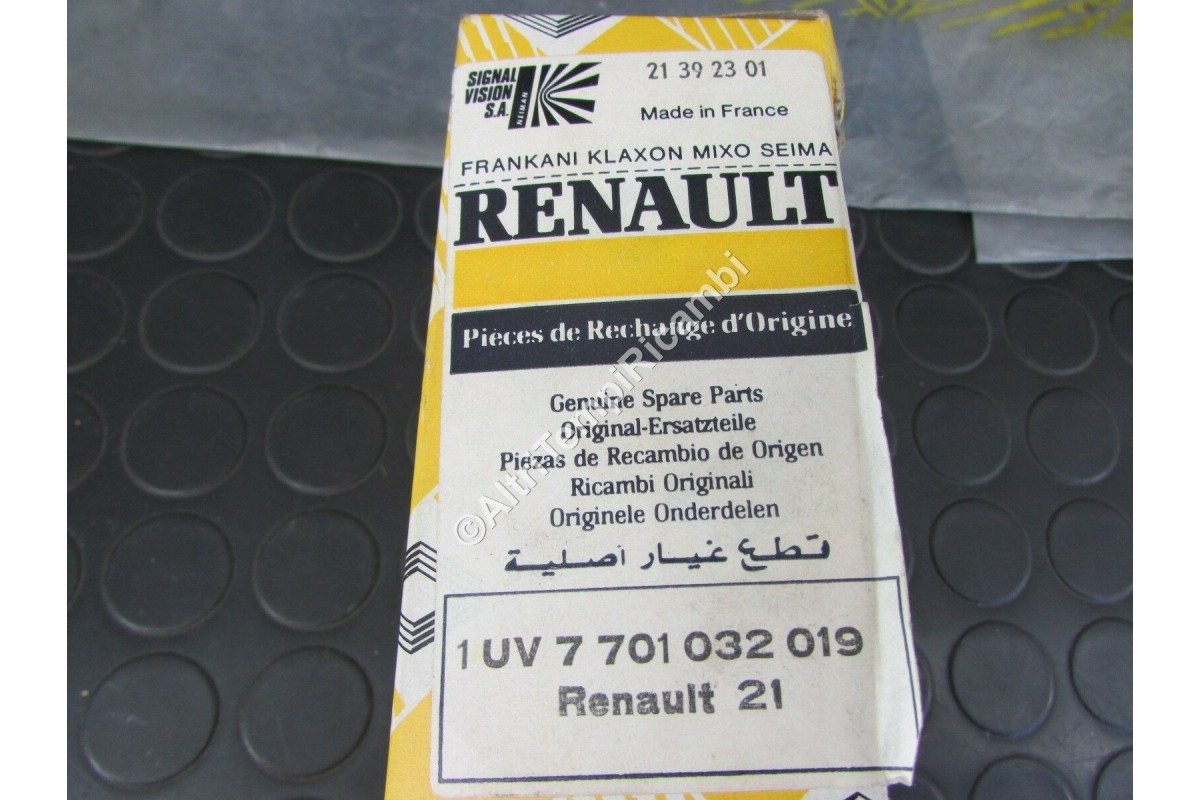 SIGNAL
VISION
S.A.
NEIMAN
21 39 23 01
Made in France
FRANKANI KLAXON MIXO SEIMA
RENAULT
Pièces de Rechange d'Origine
Genuine Spare Parts
Original-Ersatzteile
Piezas de Recambio de Origen
Ricambi Originali
Originele Onderdelen
قطع غيار أصلية
1 UV 7 701 032 019
Renault 21
©AltriTempiRicambi